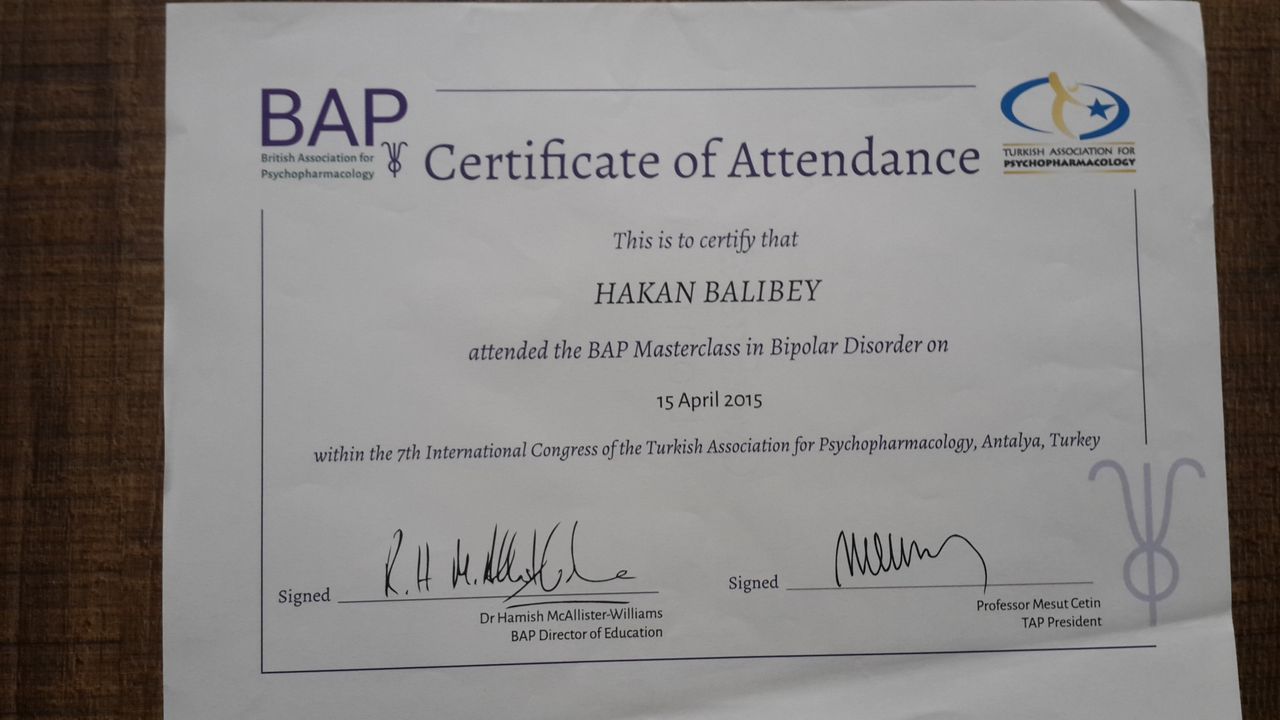 BAP
British Association for
Psychopharmacology
Certificate of Attendance
TURKISH ASSOCIATION FOR
PSYCHOPHARMACOLOGY
This is to certify that
HAKAN BALIBEY
attended the BAP Masterclass in Bipolar Disorder on
15 April 2015
within the 7th International Congress of the Turkish Association for Psychopharmacology, Antalya, Turkey
Signed
Dr Hamish McAllister-Williams
BAP Director of Education
Signed
Professor Mesut Cetin
TAP President